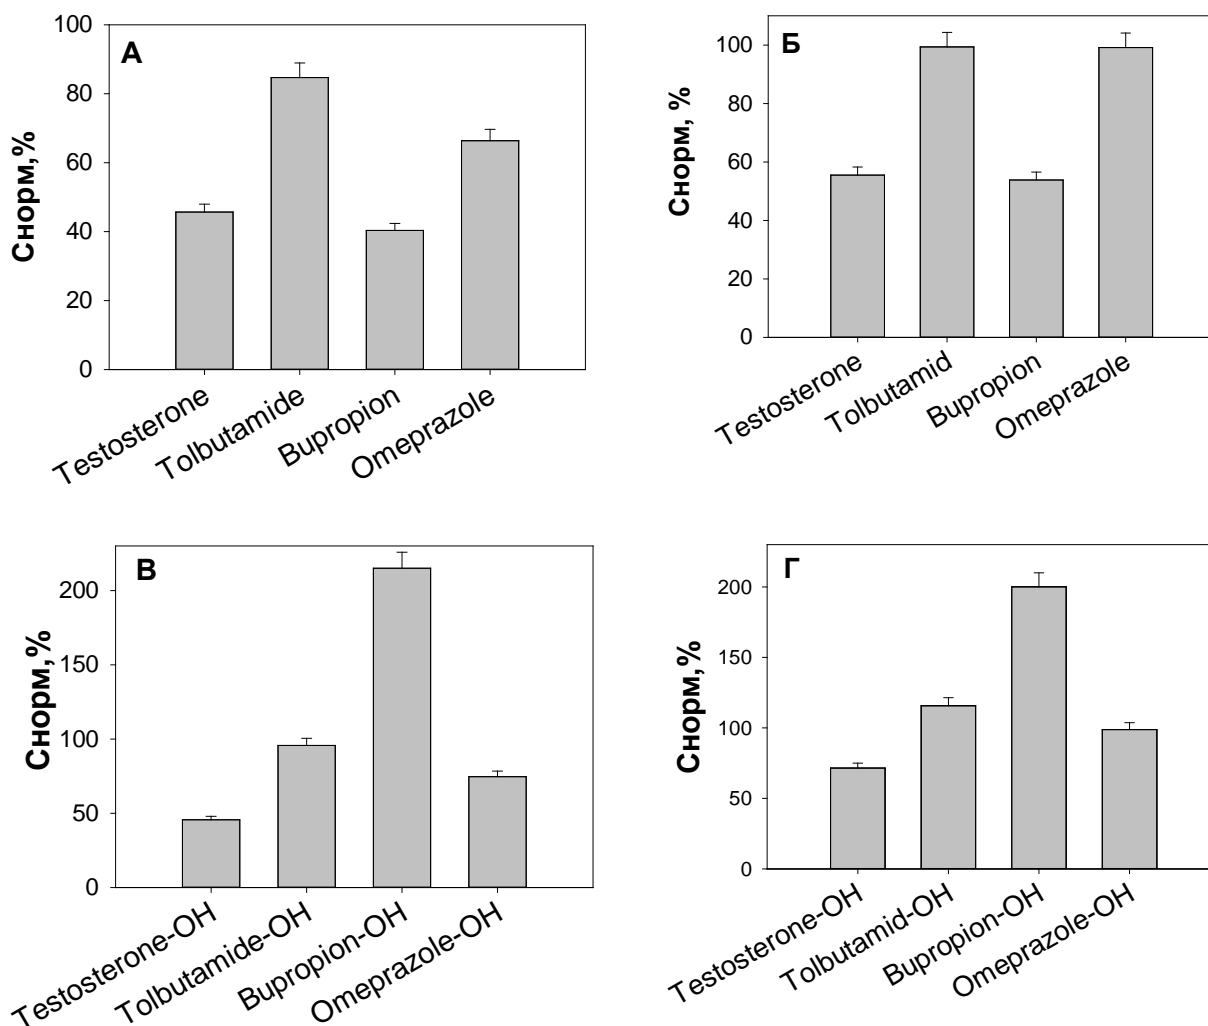 А
Снорм,%
100
80
60
40
20
0
Testosterone
Tolbutamide
Bupropion
Omeprazole
Б
Снорм, %
100
80
60
40
20
0
Testosterone
Tolbutamid
Bupropion
Omeprazole
В
Снорм,%
200
150
100
50
0
Testosterone-OH
Tolbutamide-OH
Bupropion-OH
Omeprazole-OH
Г
Снорм,%
200
150
100
50
0
Testosterone-OH
Tolbutamid-OH
Bupropion-OH
Omeprazole-OH